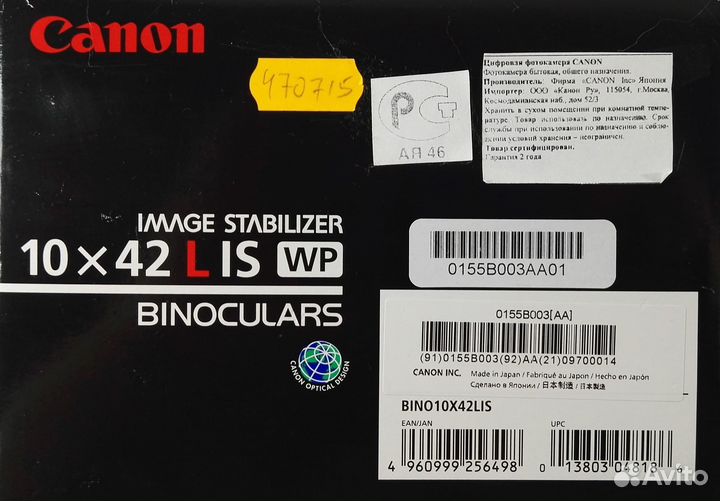 Canon
470715
РСТ
АЯ 46
Цифровая фотокамера CANON
Фотокамера бытовая, общего назначения.
Производитель: Фирма «CANON Inc» Япония.
Импортер: ООО «Канон Ру», 115054, г.Москва,
Космодамианская наб., дом 52/3
Хранить в сухом помещении при комнатной темпе-
ратуре. Товар использовать по назначению. Срок
службы при использовании по назначению и соблю-
дении условий хранения – неограничен.
Товар сертифицирован.
Гарантия 2 года
IMAGE STABILIZER
10×42 L IS WP
BINOCULARS
CANON OPTICAL DESIGN
0155B003AA01
0155B003[AA]
(91)0155B003(92)AA(21)09700014
CANON INC. Made in Japan / Fabriqué au Japon / Hecho en Japón
Сделано в Японии / 日本制造 / 日本製造
BINO10X42LIS
EAN/JAN
UPC
4 960999 256498
0 13803 04818
Avito